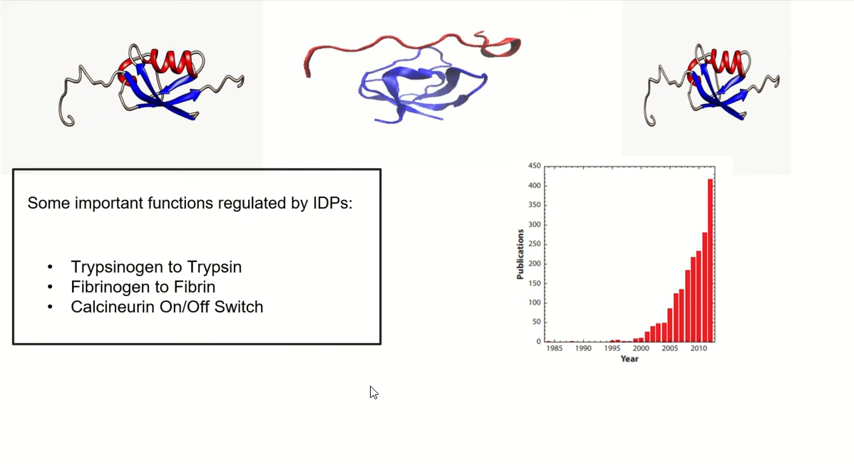 Some important functions regulated by IDPs:
• Trypsinogen to Trypsin
• Fibrinogen to Fibrin
• Calcineurin On/Off Switch
450
400
350
300
250
200
150
100
50
0
Publications
1985 1990 1995 2000 2005 2010
Year